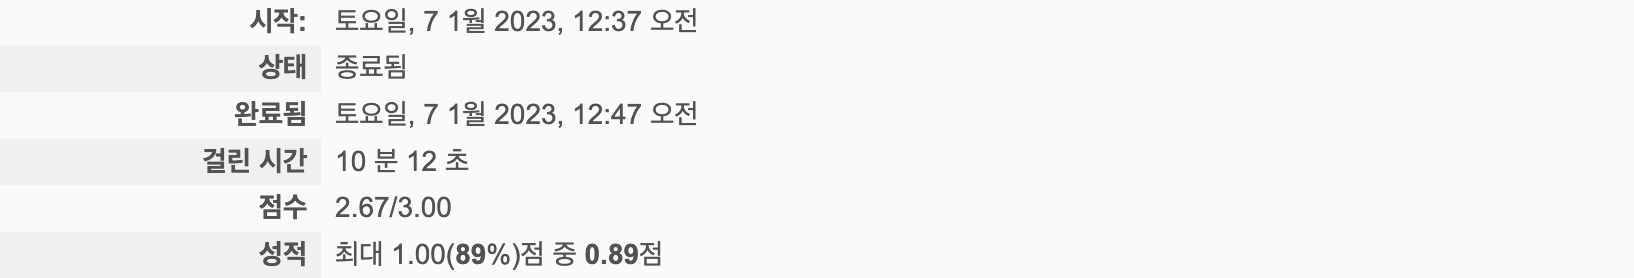 시작: 토요일, 7 1월 2023, 12:37 오전
상태 종료됨
완료됨 토요일, 7 1월 2023, 12:47 오전
걸린 시간 10 분 12 초
점수 2.67/3.00
성적 최대 1.00(89%)점 중 0.89점